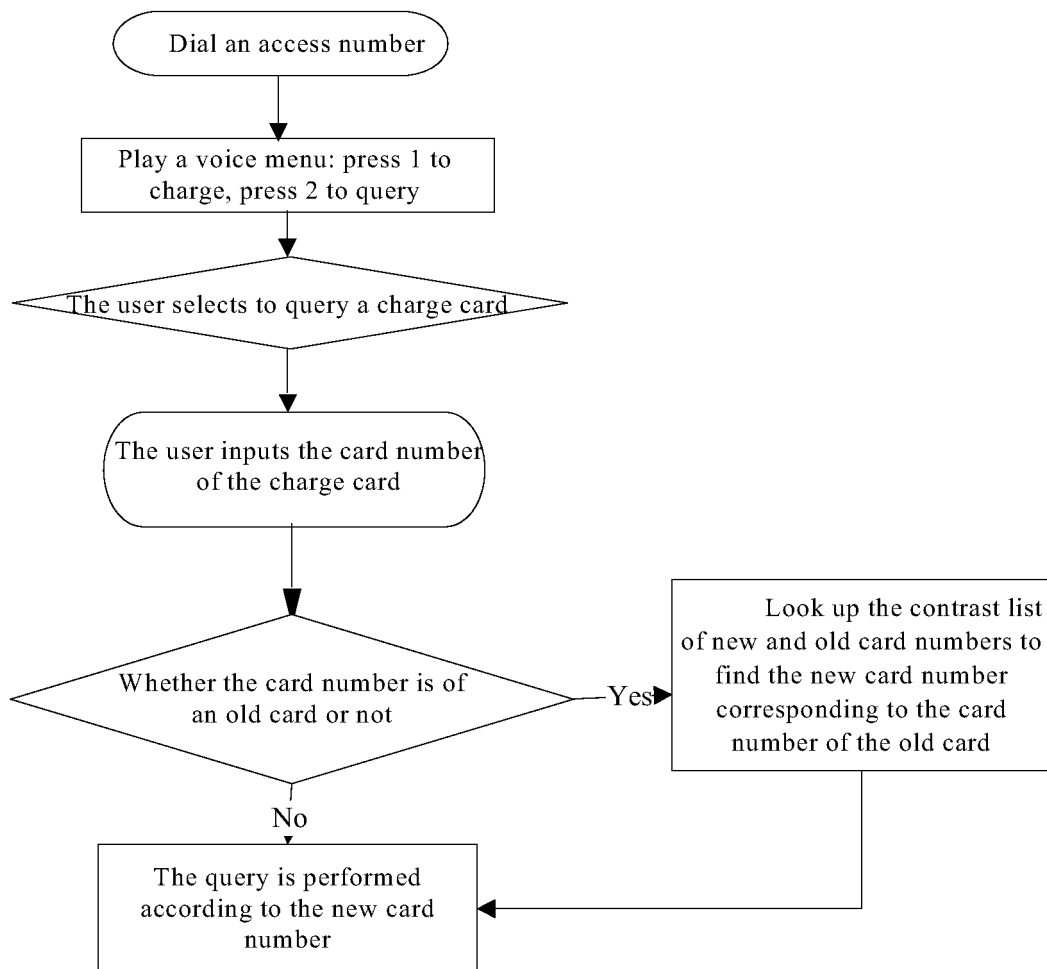 Dial an access number
Play a voice menu: press 1 to
charge, press 2 to query
The user selects to query a charge card
The user inputs the card number
of the charge card
Whether the card number is of
an old card or not
Yes
Look up the contrast list
of new and old card numbers to
find the new card number
corresponding to the card
number of the old card
No
The query is performed
according to the new card
number